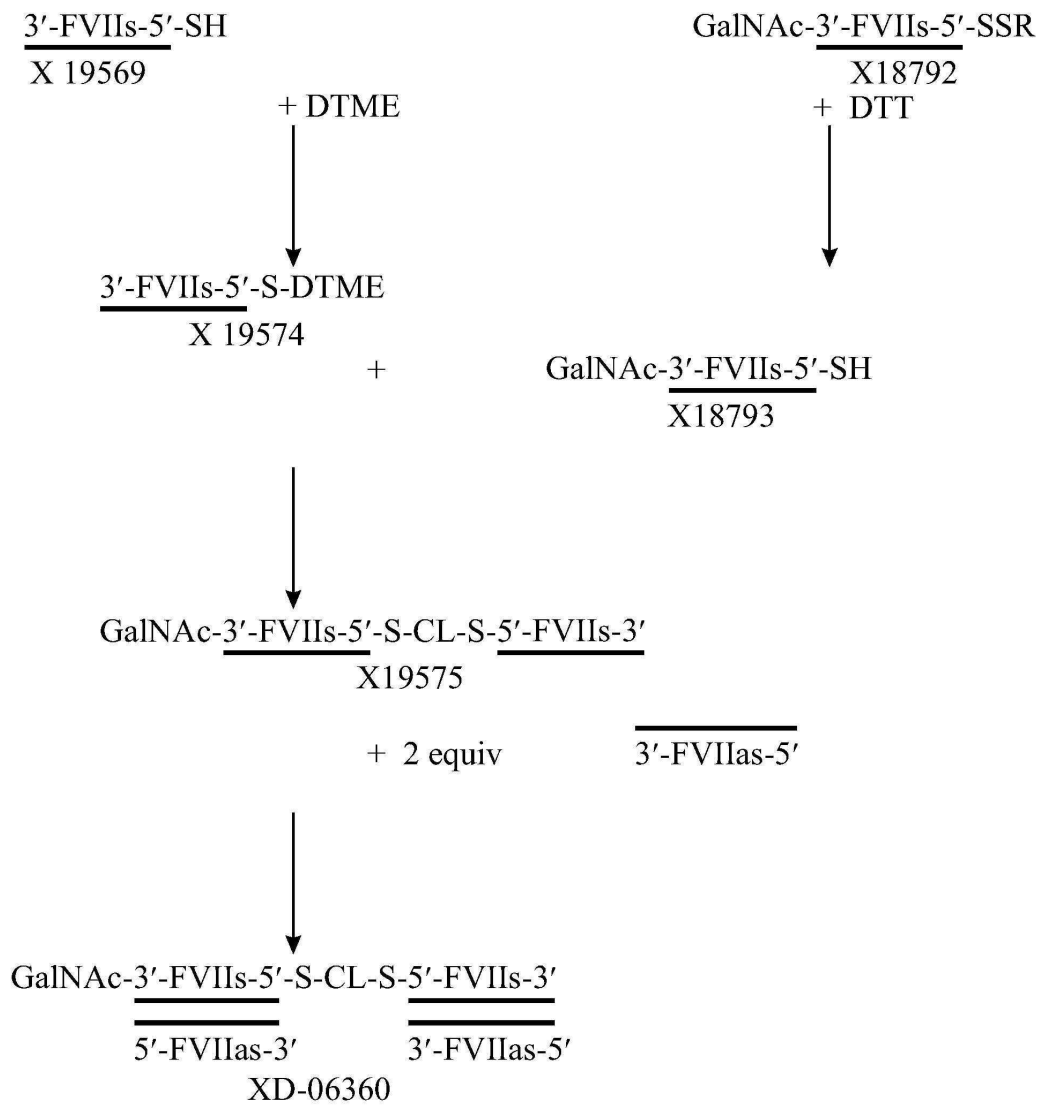 3′-FVIIs-5′-SH
X 19569
+ DTME
GalNAc-3′-FVIIs-5′-SSR
X18792
+ DTT
3′-FVIIs-5′-S-DTME
X 19574
+
GalNAc-3′-FVIIs-5′-SH
X18793
GalNAc-3′-FVIIs-5′-S-CL-S-5′-FVIIs-3′
X19575
+ 2 equiv
3′-FVIIas-5′
GalNAc-3′-FVIIs-5′-S-CL-S-5′-FVIIs-3′
5′-FVIIas-3′
3′-FVIIas-5′
XD-06360